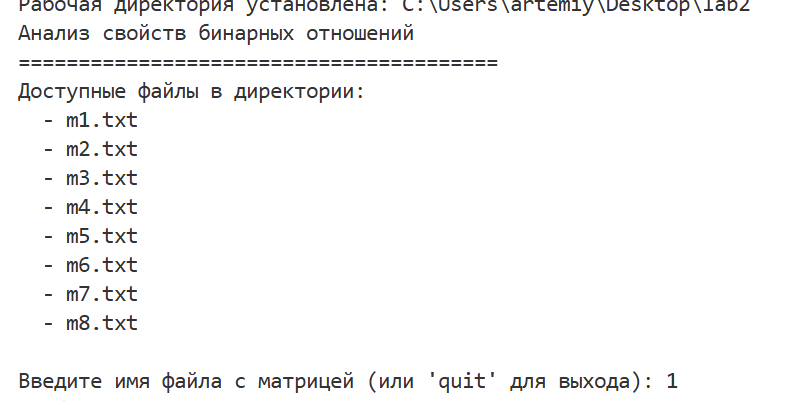 Рабочая директория установлена: C:\Users\artemiy\Desktop\lab2
Анализ свойств бинарных отношений
========================================
Доступные файлы в директории:
- m1.txt
- m2.txt
- m3.txt
- m4.txt
- m5.txt
- m6.txt
- m7.txt
- m8.txt
Введите имя файла с матрицей (или 'quit' для выхода): 1